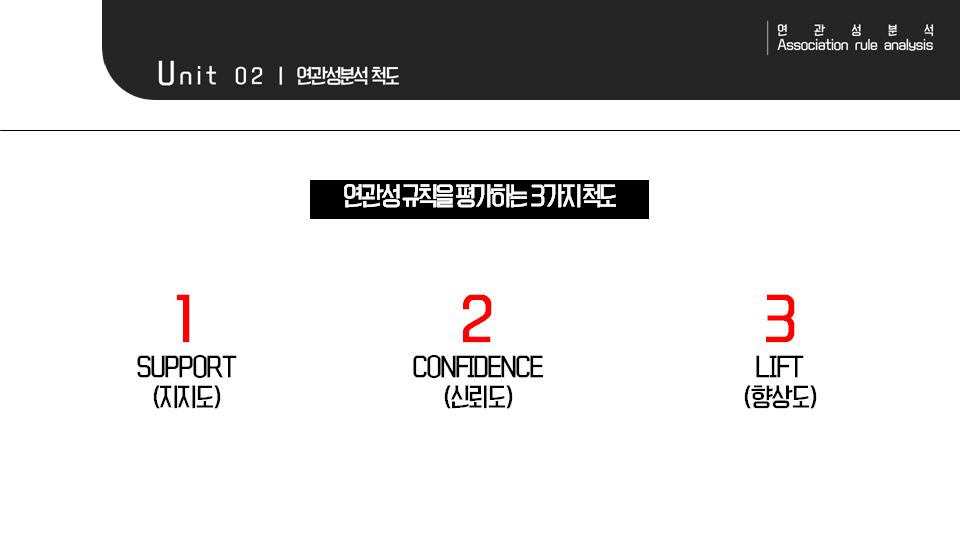 연관성분석
Association rule analysis
Unit 02 | 연관성분석 척도
연관성 규칙을 평가하는 3가지 척도
1
SUPPORT
(지지도)
2
CONFIDENCE
(신뢰도)
3
LIFT
(향상도)